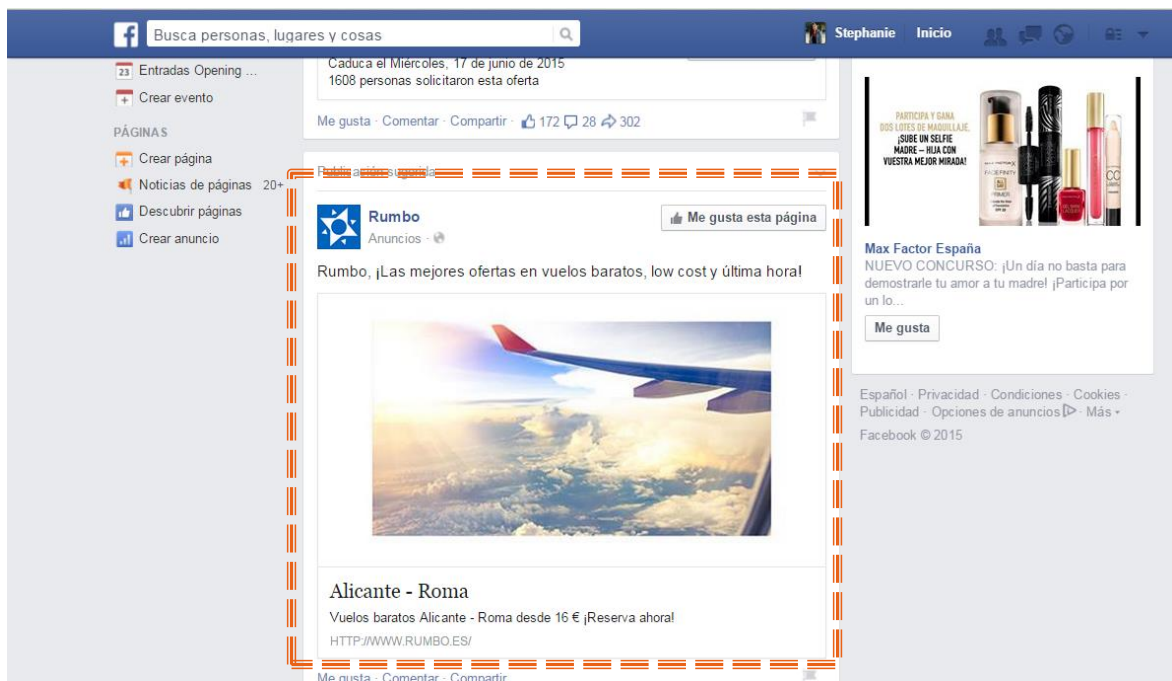 Busca personas, lugares y cosas
Stephanie Inicio
23 Entradas Opening ...
Crear evento
PÁGINAS
Crear página
Noticias de páginas 20+
Descubrir páginas
Crear anuncio
Caduca el Miércoles, 17 de junio de 2015
1608 personas solicitaron esta oferta
Me gusta · Comentar · Compartir · 172 28 302
Publicación sugerida
Rumbo
Anuncios ·
Me gusta esta página
Rumbo, ¡Las mejores ofertas en vuelos baratos, low cost y última hora!
Alicante - Roma
Vuelos baratos Alicante - Roma desde 16 € ¡Reserva ahora!
HTTP://WWW.RUMBO.ES/
Me gusta · Comentar · Compartir
PARTICIPA Y GANA
DOS LOTES DE MAQUILLAJE.
¡SUBE UN SELFIE
MADRE – HIJA CON
VUESTRA MEJOR MIRADA!
FACEFINITY
PRIMER
CC
Max Factor España
NUEVO CONCURSO: ¡Un día no basta para
demostrarle tu amor a tu madre! ¡Participa por
un lo...
Me gusta
Español · Privacidad · Condiciones · Cookies ·
Publicidad · Opciones de anuncios · Más
Facebook © 2015